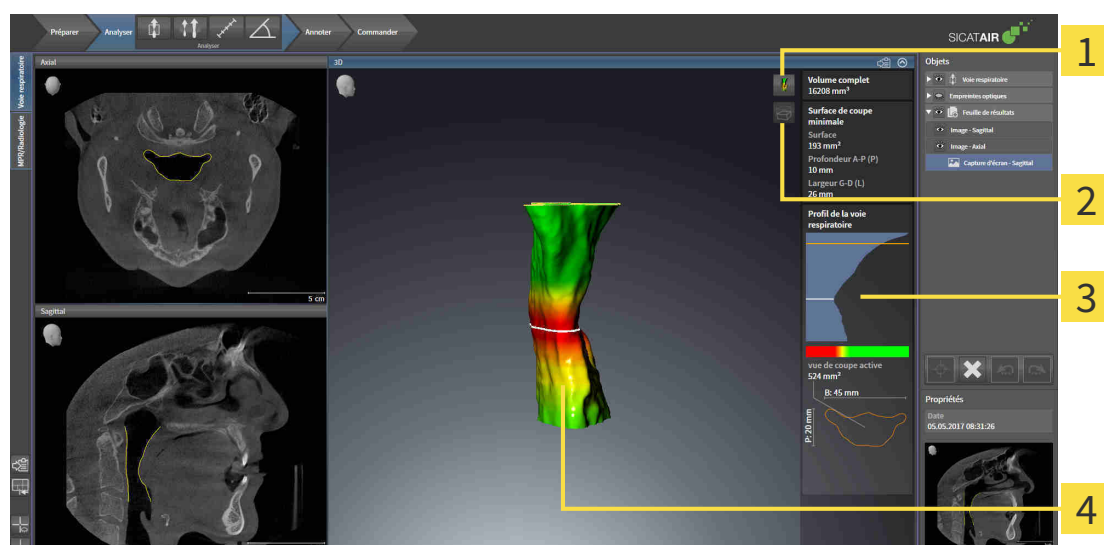 Préparer
Analyser
Analyser
Annoter
Commander
SICATAIR
1
2
3
4
Voie respiratoire
MPR/Radiologie
Axial
5 cm
Sagittal
3D
Volume complet
16208 mm³
Surface de coupe
minimale
Surface
193 mm²
Profondeur A-P (P)
10 mm
Largeur G-D (L)
26 mm
Profil de la voie
respiratoire
vue de coupe active
524 mm²
B: 45 mm
P: 20 mm
Objets
Voie respiratoire
Empreintes optiques
Feuille de résultats
Image - Sagittal
Image - Axial
Capture d'écran - Sagittal
Propriétés
Date
05.05.2017 08:31:26